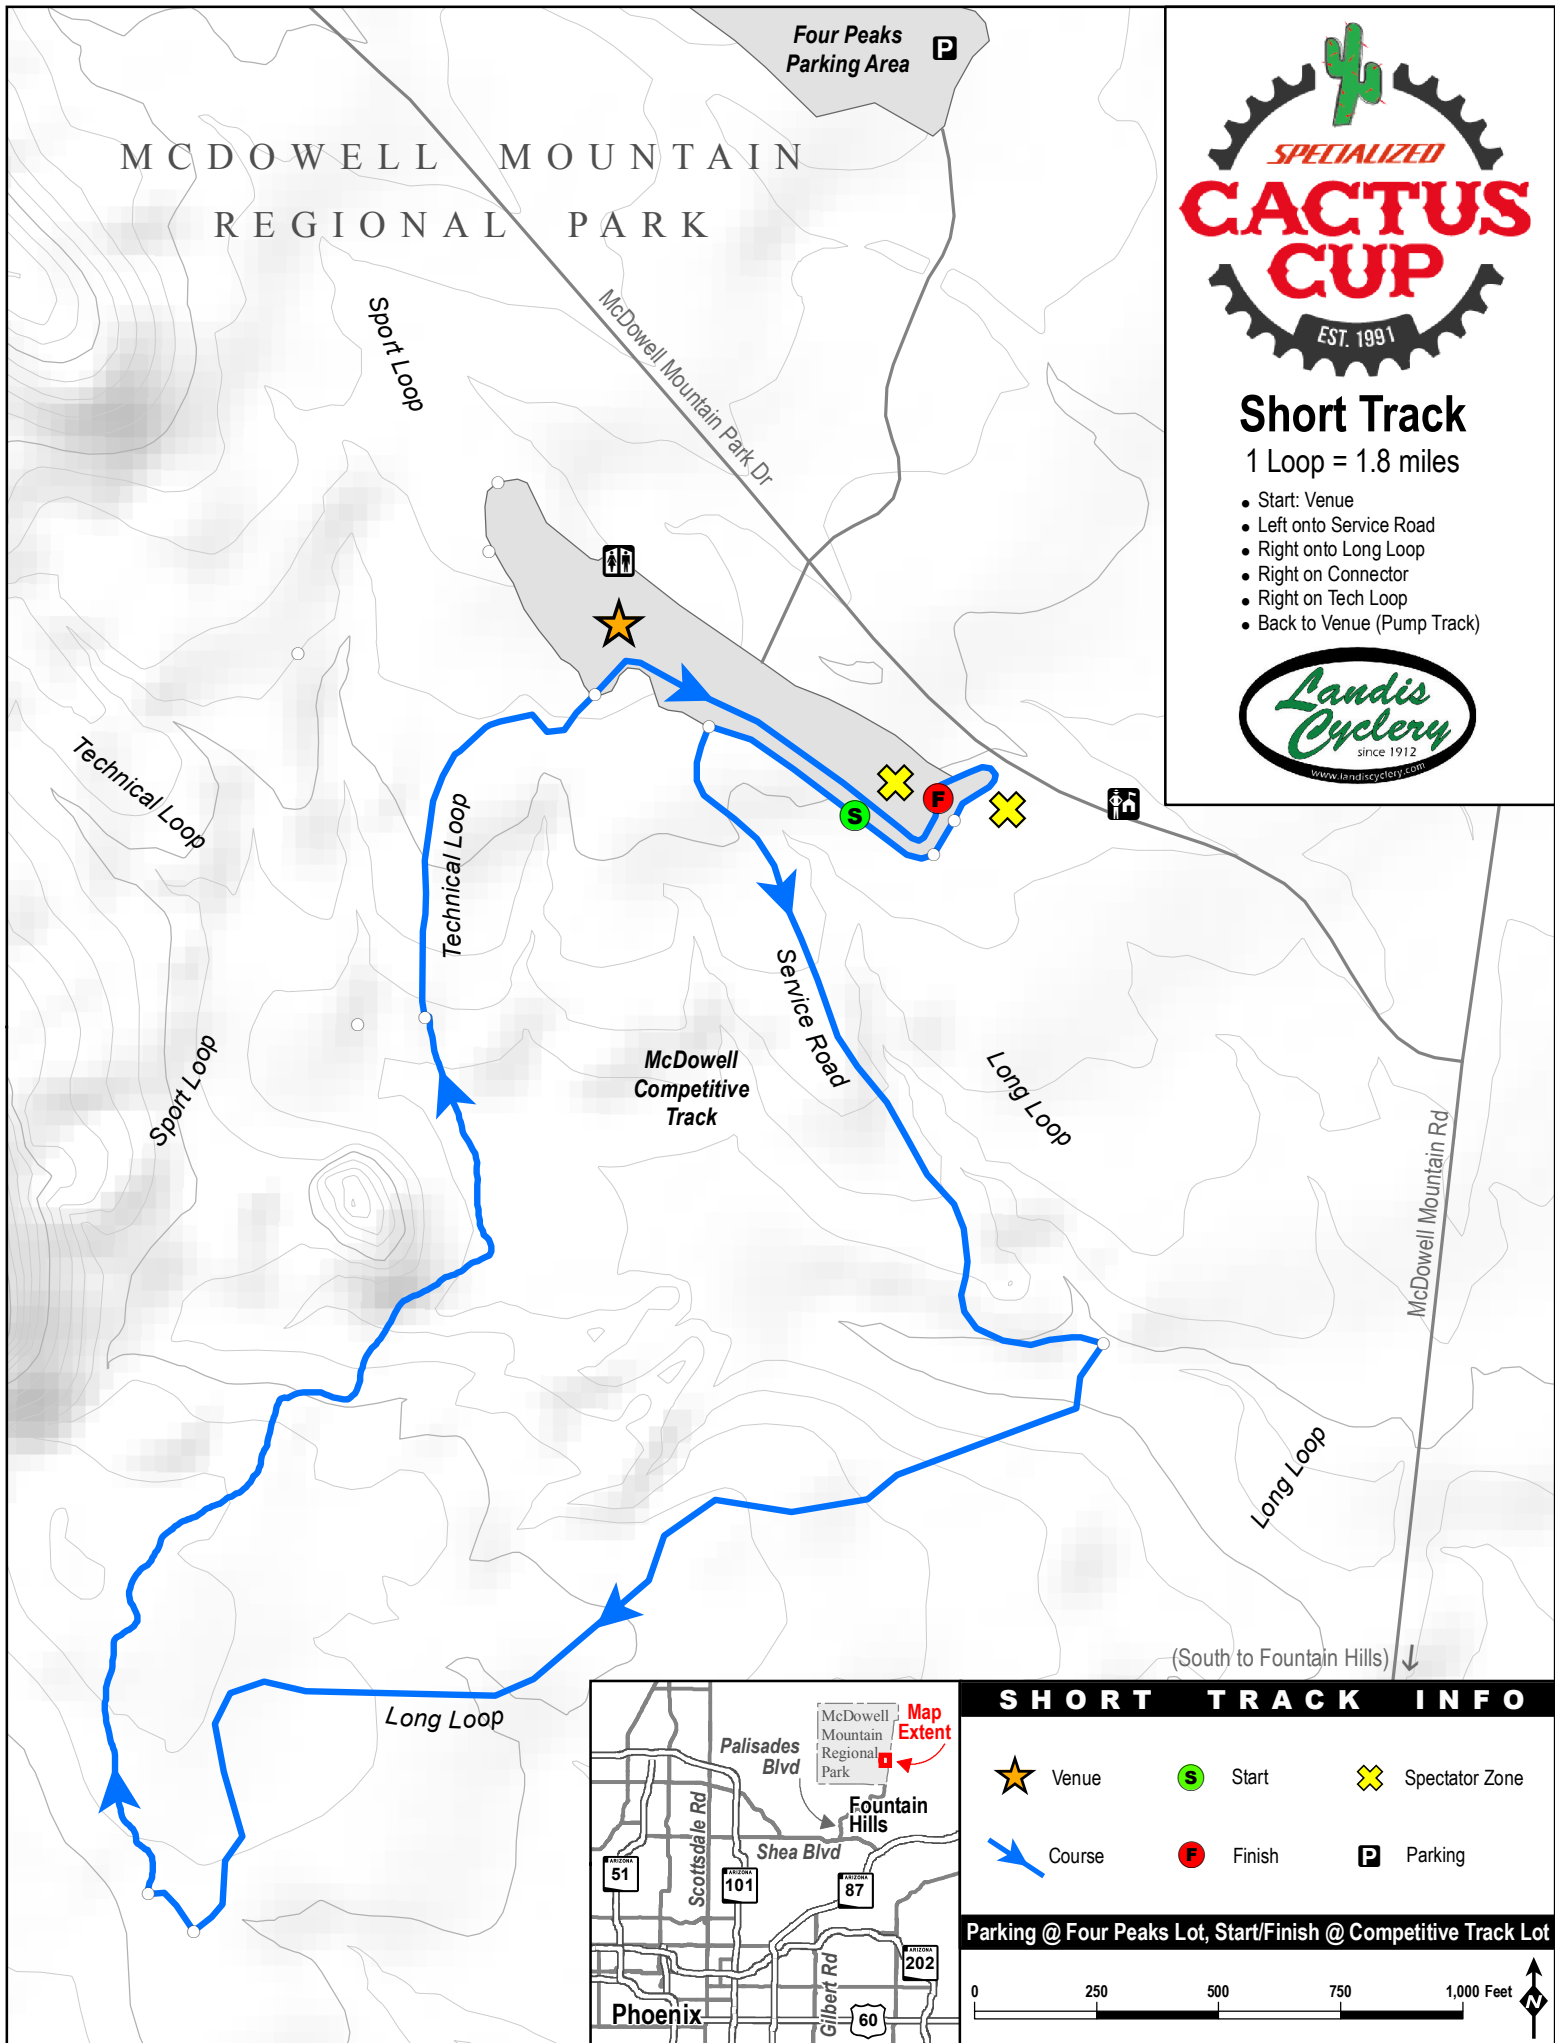 Four Peaks
Parking Area
P
MCDOWELL MOUNTAIN
REGIONAL PARK
Sport Loop
McDowell Mountain Park Dr
SPECIALIZED
CACTUS
CUP
EST. 1991
Short Track
1 Loop = 1.8 miles
• Start: Venue
• Left onto Service Road
• Right onto Long Loop
• Right on Connector
• Right on Tech Loop
• Back to Venue (Pump Track)
Landis
Cyclery
since 1912
www.landiscyclery.com
Technical Loop
Technical Loop
S
F
Service Road
Sport Loop
McDowell
Competitive
Track
Long Loop
McDowell Mountain Rd
Long Loop
Long Loop
(South to Fountain Hills)
McDowell
Mountain
Regional
Park
Map
Extent
Palisades
Blvd
Fountain
Hills
Scottsdale Rd
Shea Blvd
ARIZONA
51
ARIZONA
101
ARIZONA
87
ARIZONA
202
Gilbert Rd
Phoenix
60
SHORT TRACK INFO
Venue
S Start
Spectator Zone
Course
F Finish
P Parking
Parking @ Four Peaks Lot, Start/Finish @ Competitive Track Lot
0 250 500 750 1,000 Feet
N